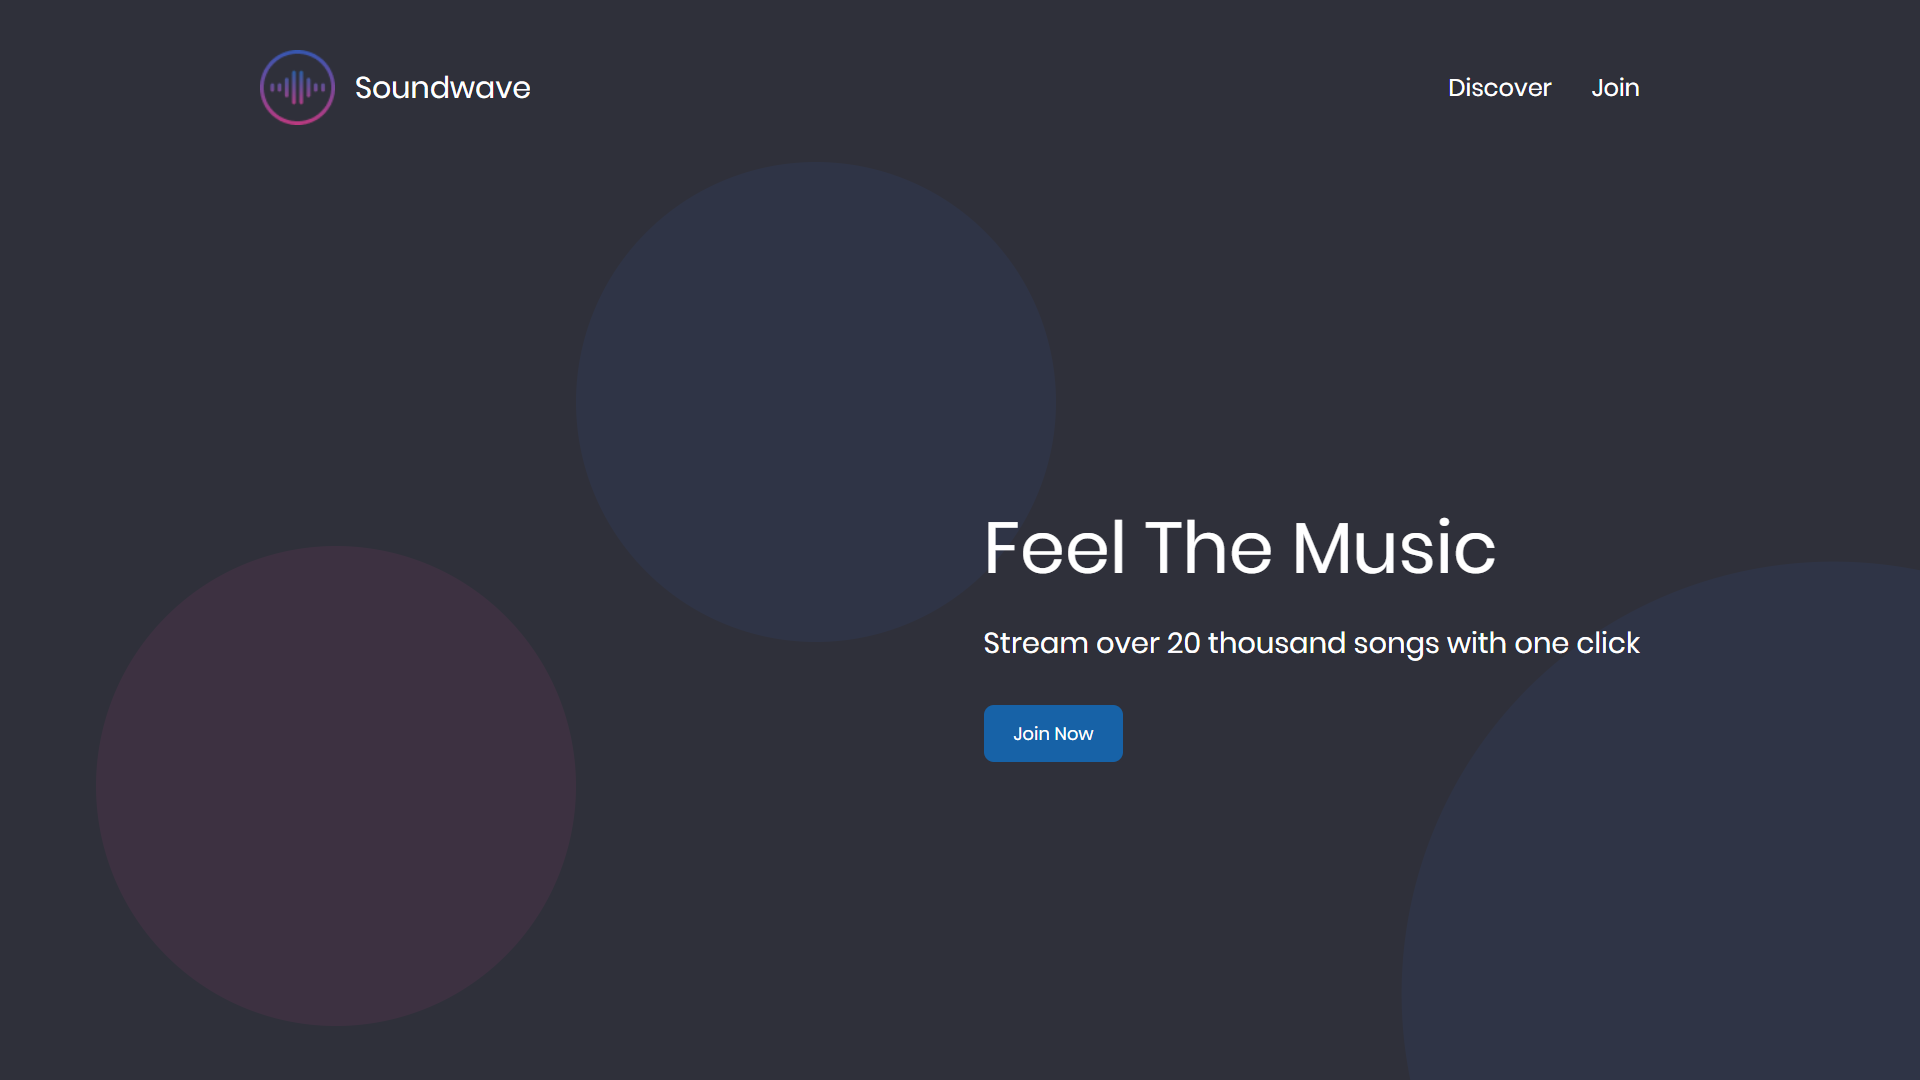 Soundwave
Discover
Join
Feel The Music
Stream over 20 thousand songs with one click
Join Now